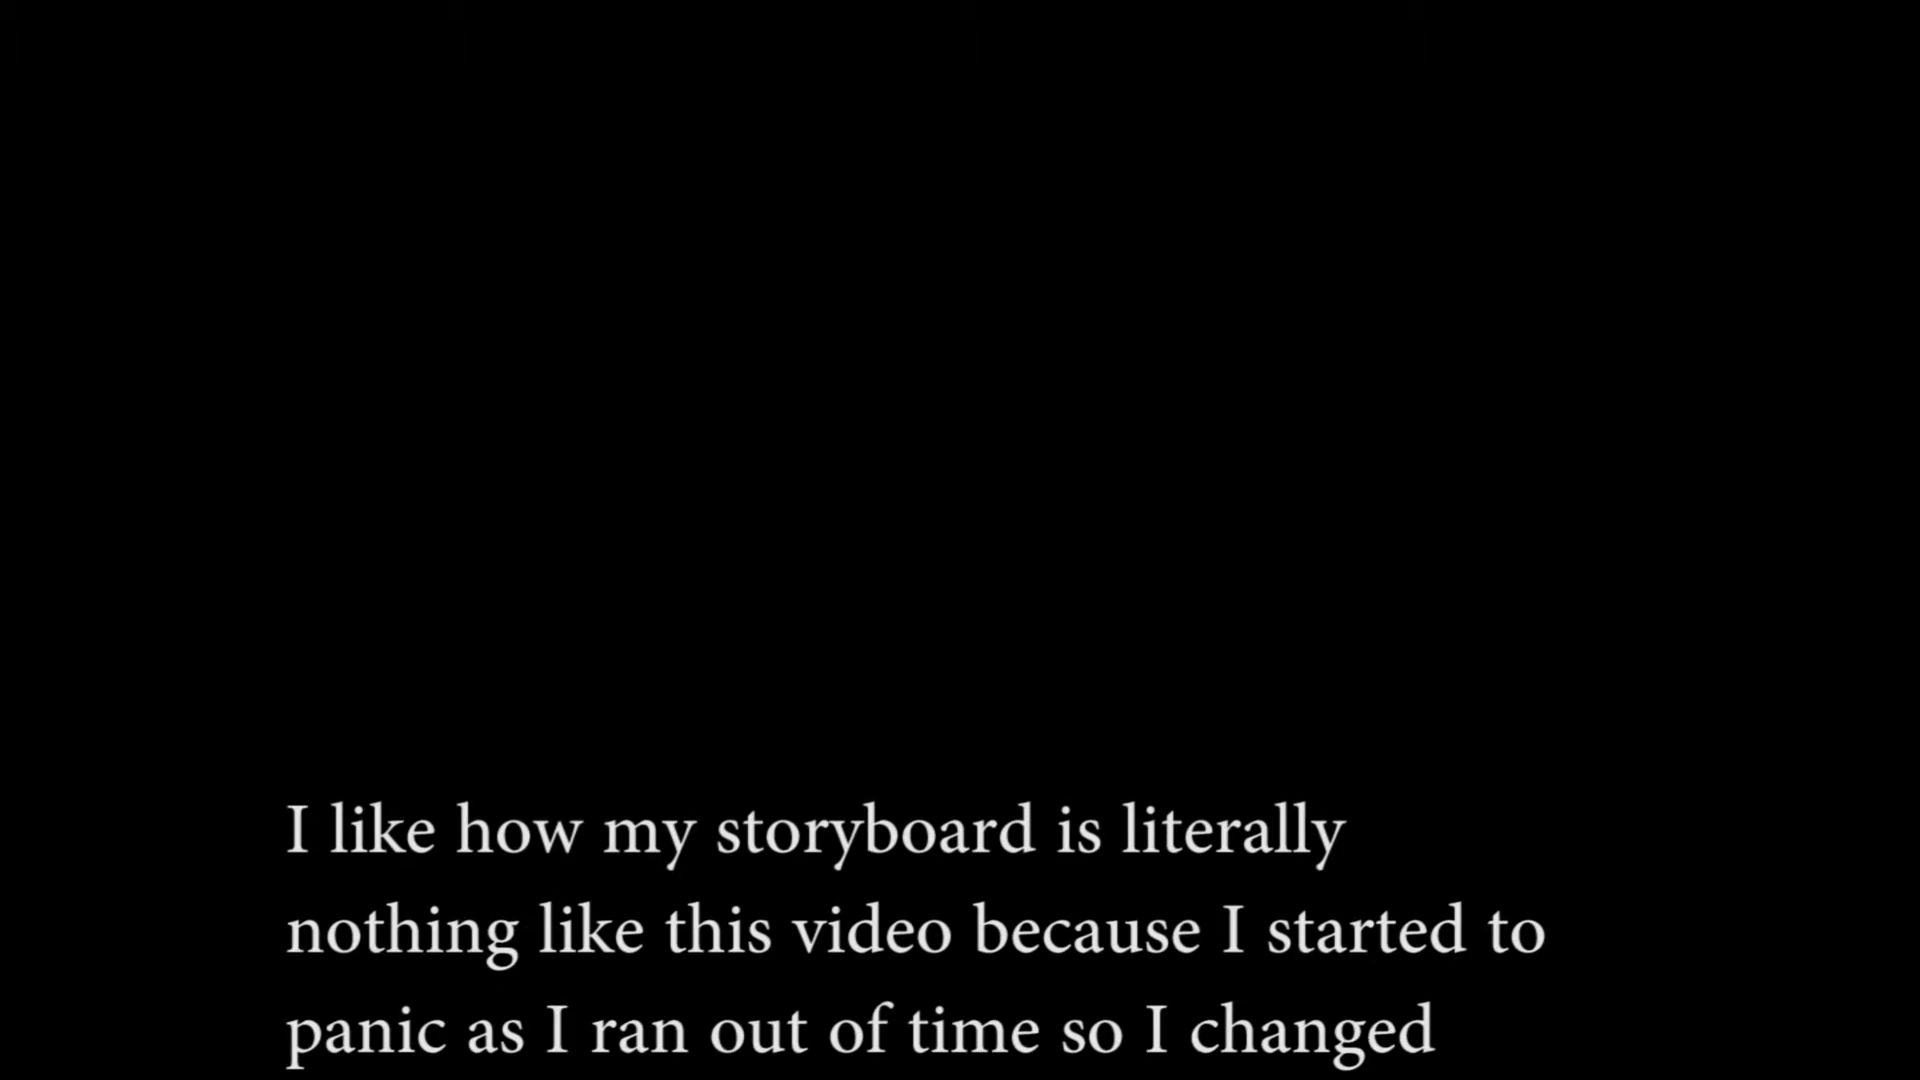 I like how my storyboard is literally
nothing like this video because I started to
panic as I ran out of time so I changed